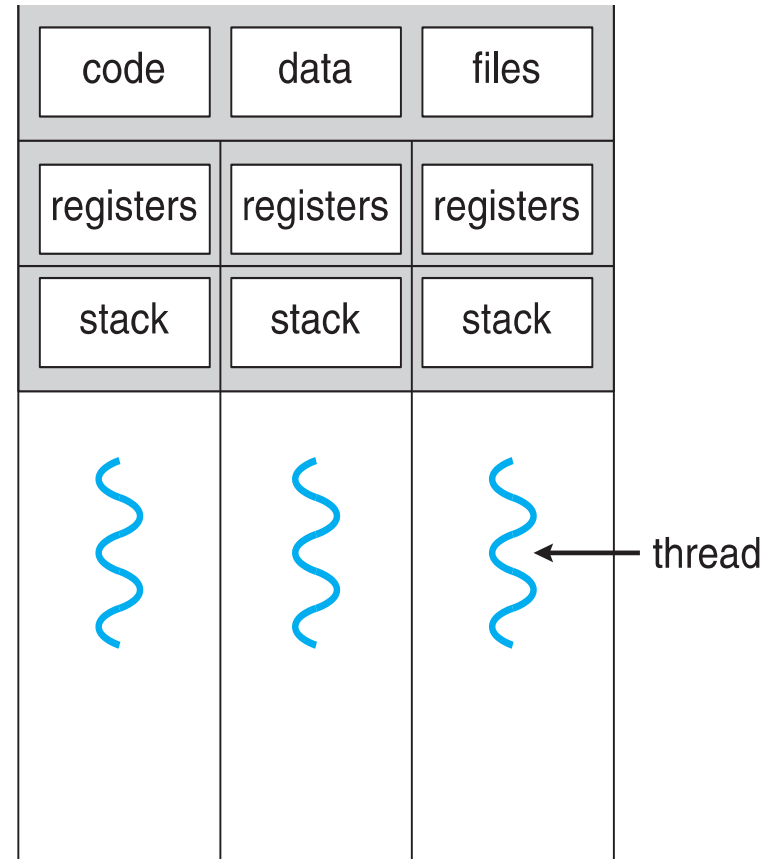 code data files
registers registers registers
stack stack stack
thread